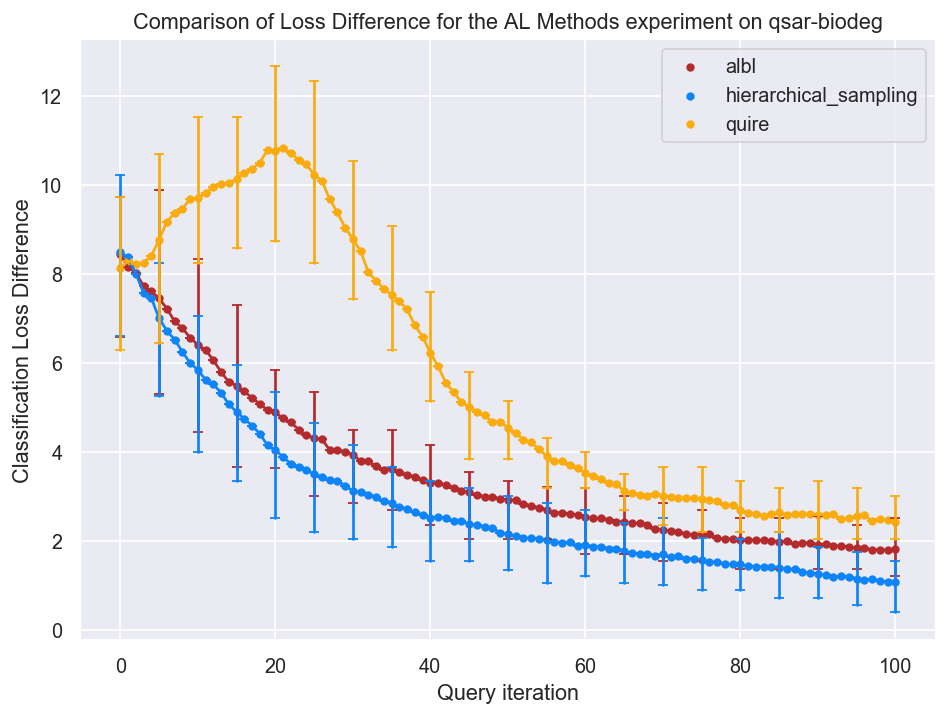 Comparison of Loss Difference for the AL Methods experiment on qsar-biodeg
albl
hierarchical_sampling
quire
Classification Loss Difference
12
10
8
6
4
2
0
0 20 40 60 80 100
Query iteration